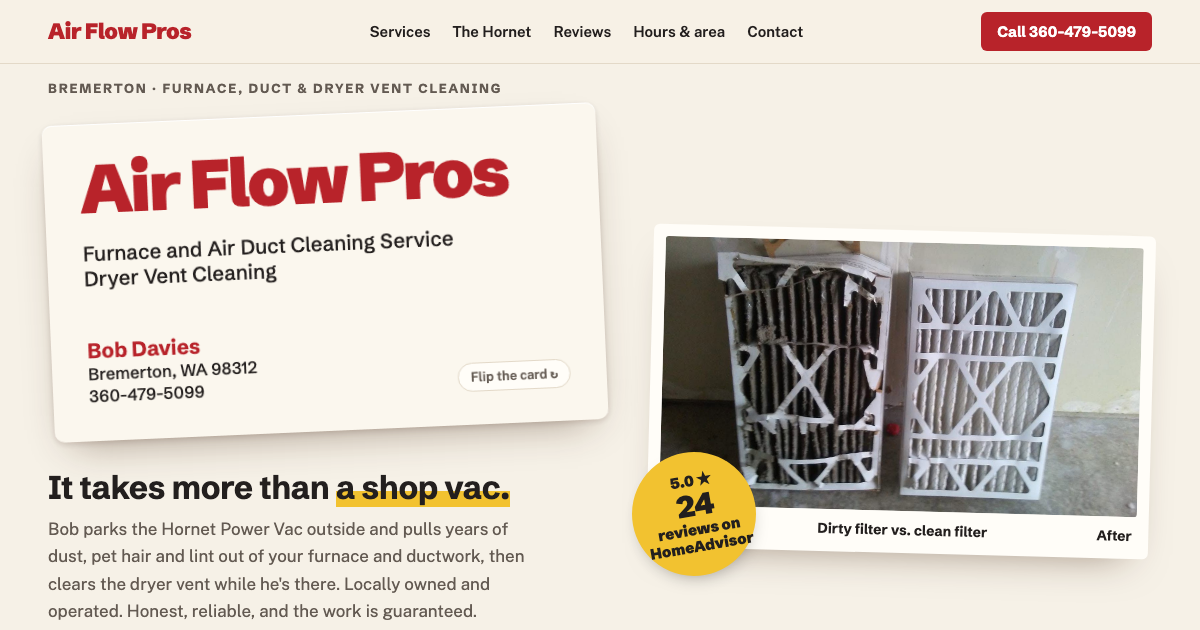 Air Flow Pros
Services
The Hornet
Reviews
Hours & area
Contact
Call 360-479-5099
BREMERTON · FURNACE, DUCT & DRYER VENT CLEANING
Air Flow Pros
Furnace and Air Duct Cleaning Service
Dryer Vent Cleaning
Bob Davies
Bremerton, WA 98312
360-479-5099
Flip the card ↻
It takes more than a shop vac.
Bob parks the Hornet Power Vac outside and pulls years of
dust, pet hair and lint out of your furnace and ductwork, then
clears the dryer vent while he's there. Locally owned and
operated. Honest, reliable, and the work is guaranteed.
5.0 ★
24
reviews on
HomeAdvisor
Dirty filter vs. clean filter
After